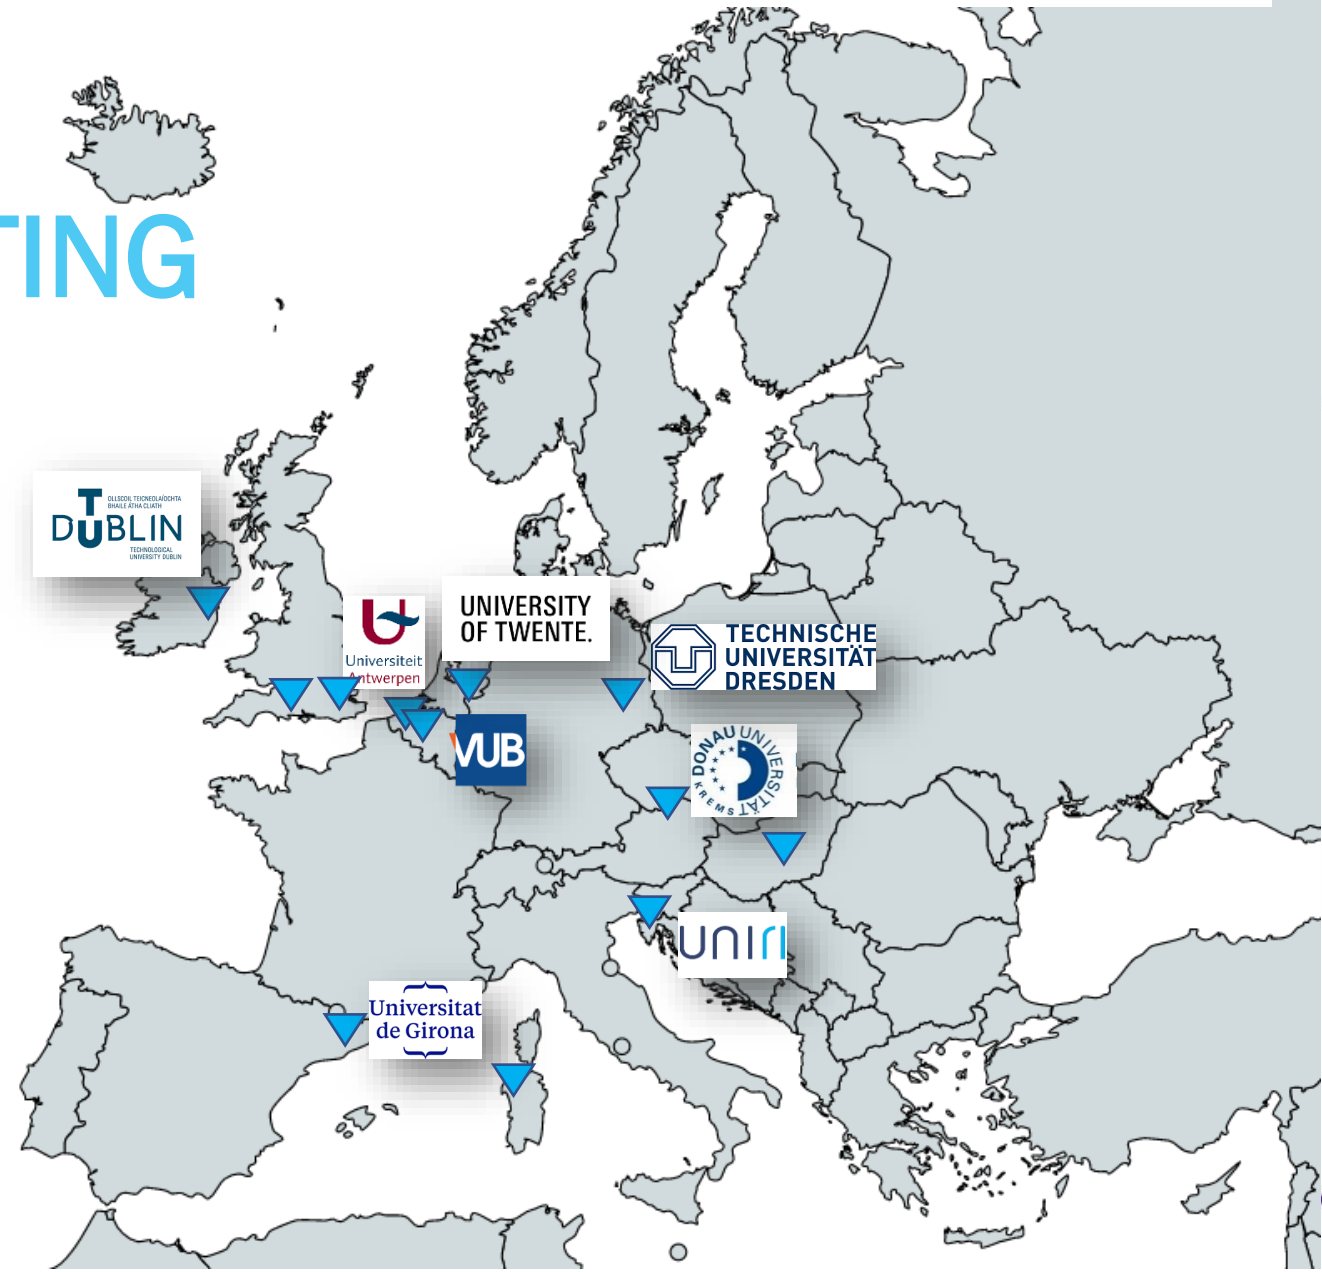 TING
OLLSCOIL TEICNEOLAÍOCHTA
BHAILE ÁTHA CLIATH
TU DUBLIN
TECHNOLOGICAL
UNIVERSITY DUBLIN
UNIVERSITY
OF TWENTE.
Universiteit
Antwerpen
TECHNISCHE
UNIVERSITÄT
DRESDEN
VUB
DONAU UNIVERSITÄT
KREMS
UNIRI
Universitat
de Girona